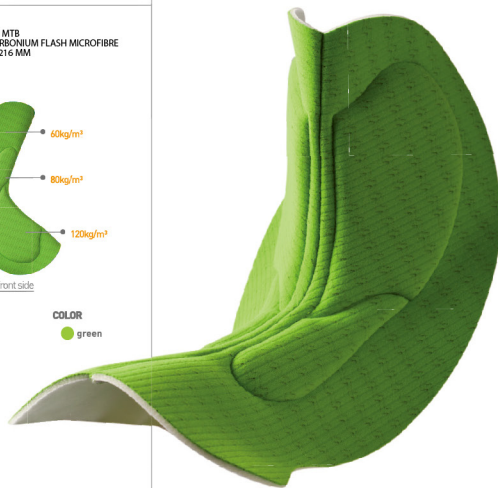 MTB
RBONIUM FLASH MICROFIBRE
216 MM
60kg/m³
80kg/m³
120kg/m³
ront side
COLOR
green